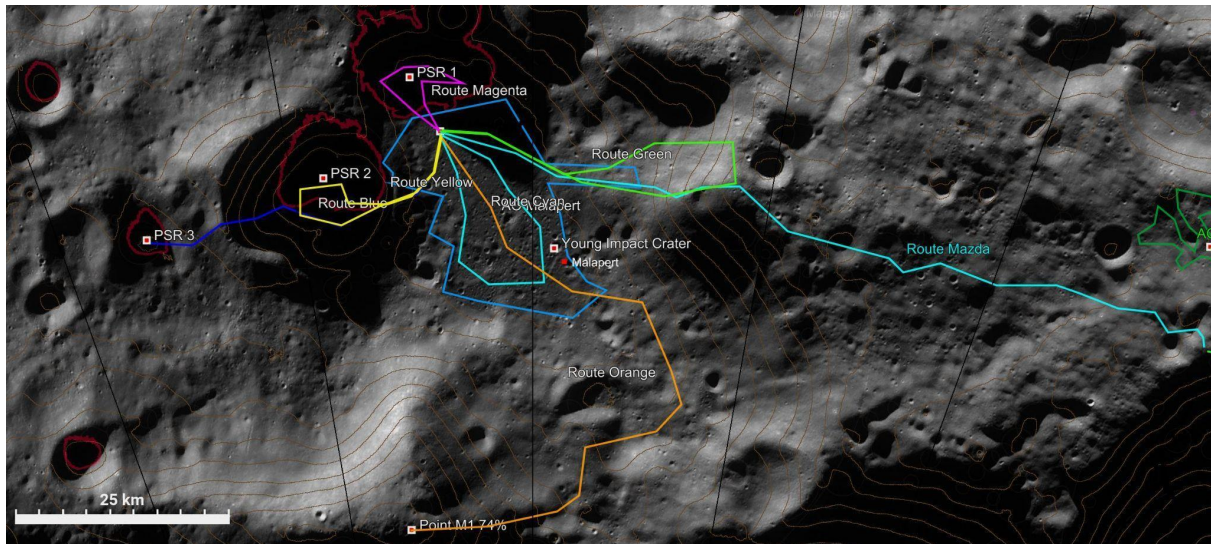 PSR 1
Route Magenta
Route Green
PSR 2
Route Yellow
Route Blue
Route Cyan
Malapert
PSR 3
Young Impact Crater
Malapert
Route Mazda
Route Orange
25 km
Point M1 74%